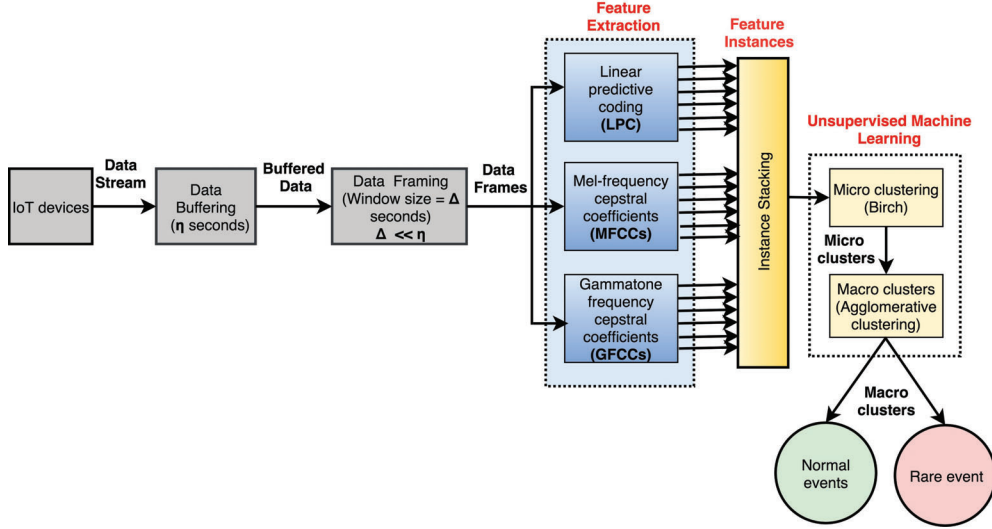 Feature
Extraction
Feature
Instances
Unsupervised Machine
Learning
IoT devices
Data
Stream
Data
Buffering
(η seconds)
Buffered
Data
Data Framing
(Window size = Δ
seconds)
Δ << η
Data
Frames
Linear
predictive
coding
(LPC)
Mel-frequency
cepstral
coefficients
(MFCCs)
Gammatone
frequency
cepstral
coefficients
(GFCCs)
Instance Stacking
Micro clustering
(Birch)
Micro
clusters
Macro clusters
(Agglomerative
clustering)
Macro
clusters
Normal
events
Rare event